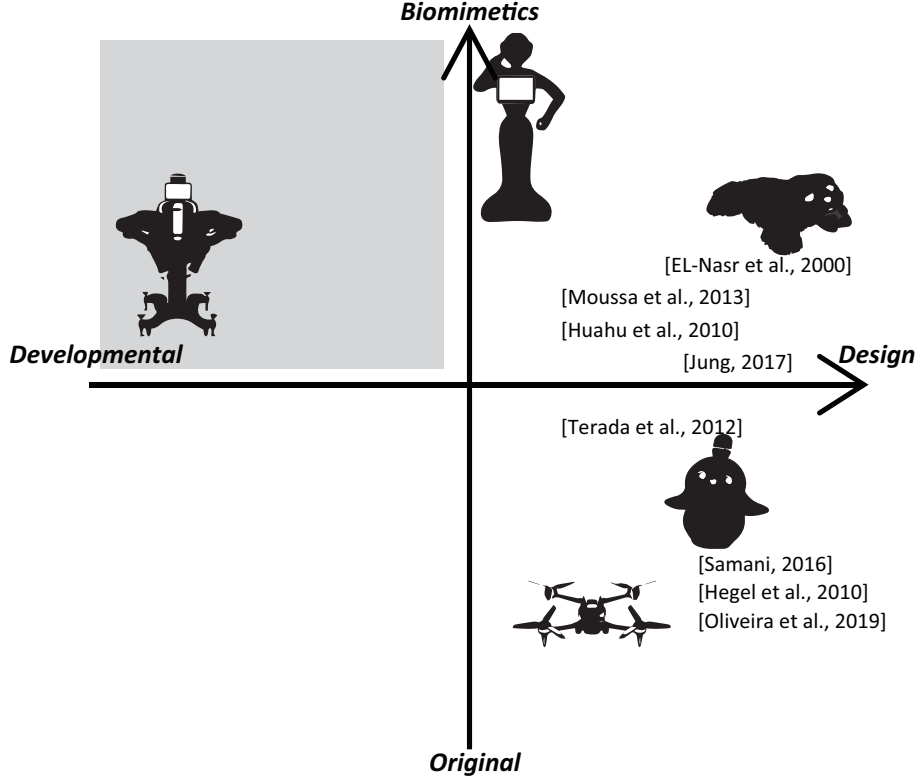 Biomimetics
[EL-Nasr et al., 2000]
[Moussa et al., 2013]
[Huahu et al., 2010]
Developmental
Design
[Jung, 2017]
[Terada et al., 2012]
[Samani, 2016]
[Hegel et al., 2010]
[Oliveira et al., 2019]
Original